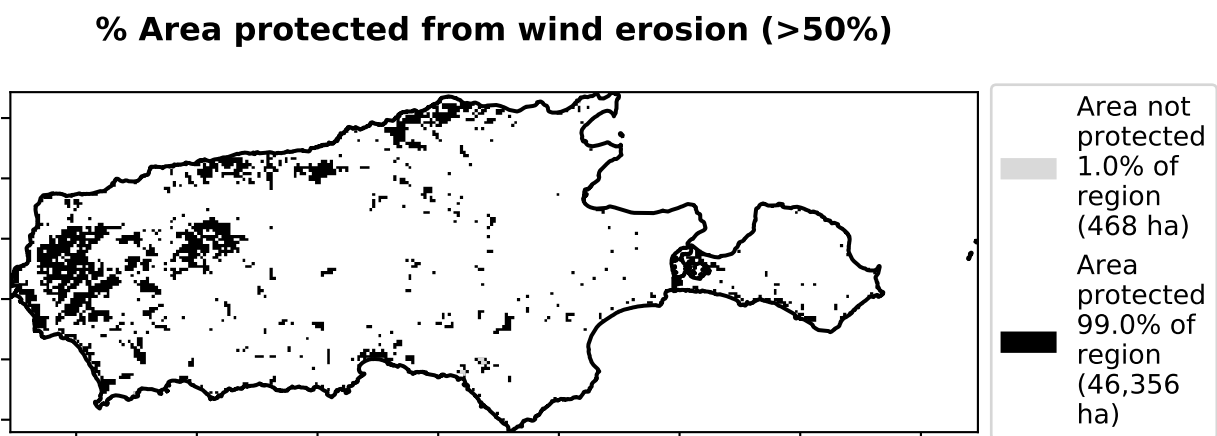 % Area protected from wind erosion (>50%)
Area not
protected
1.0% of
region
(468 ha)
Area
protected
99.0% of
region
(46,356
ha)